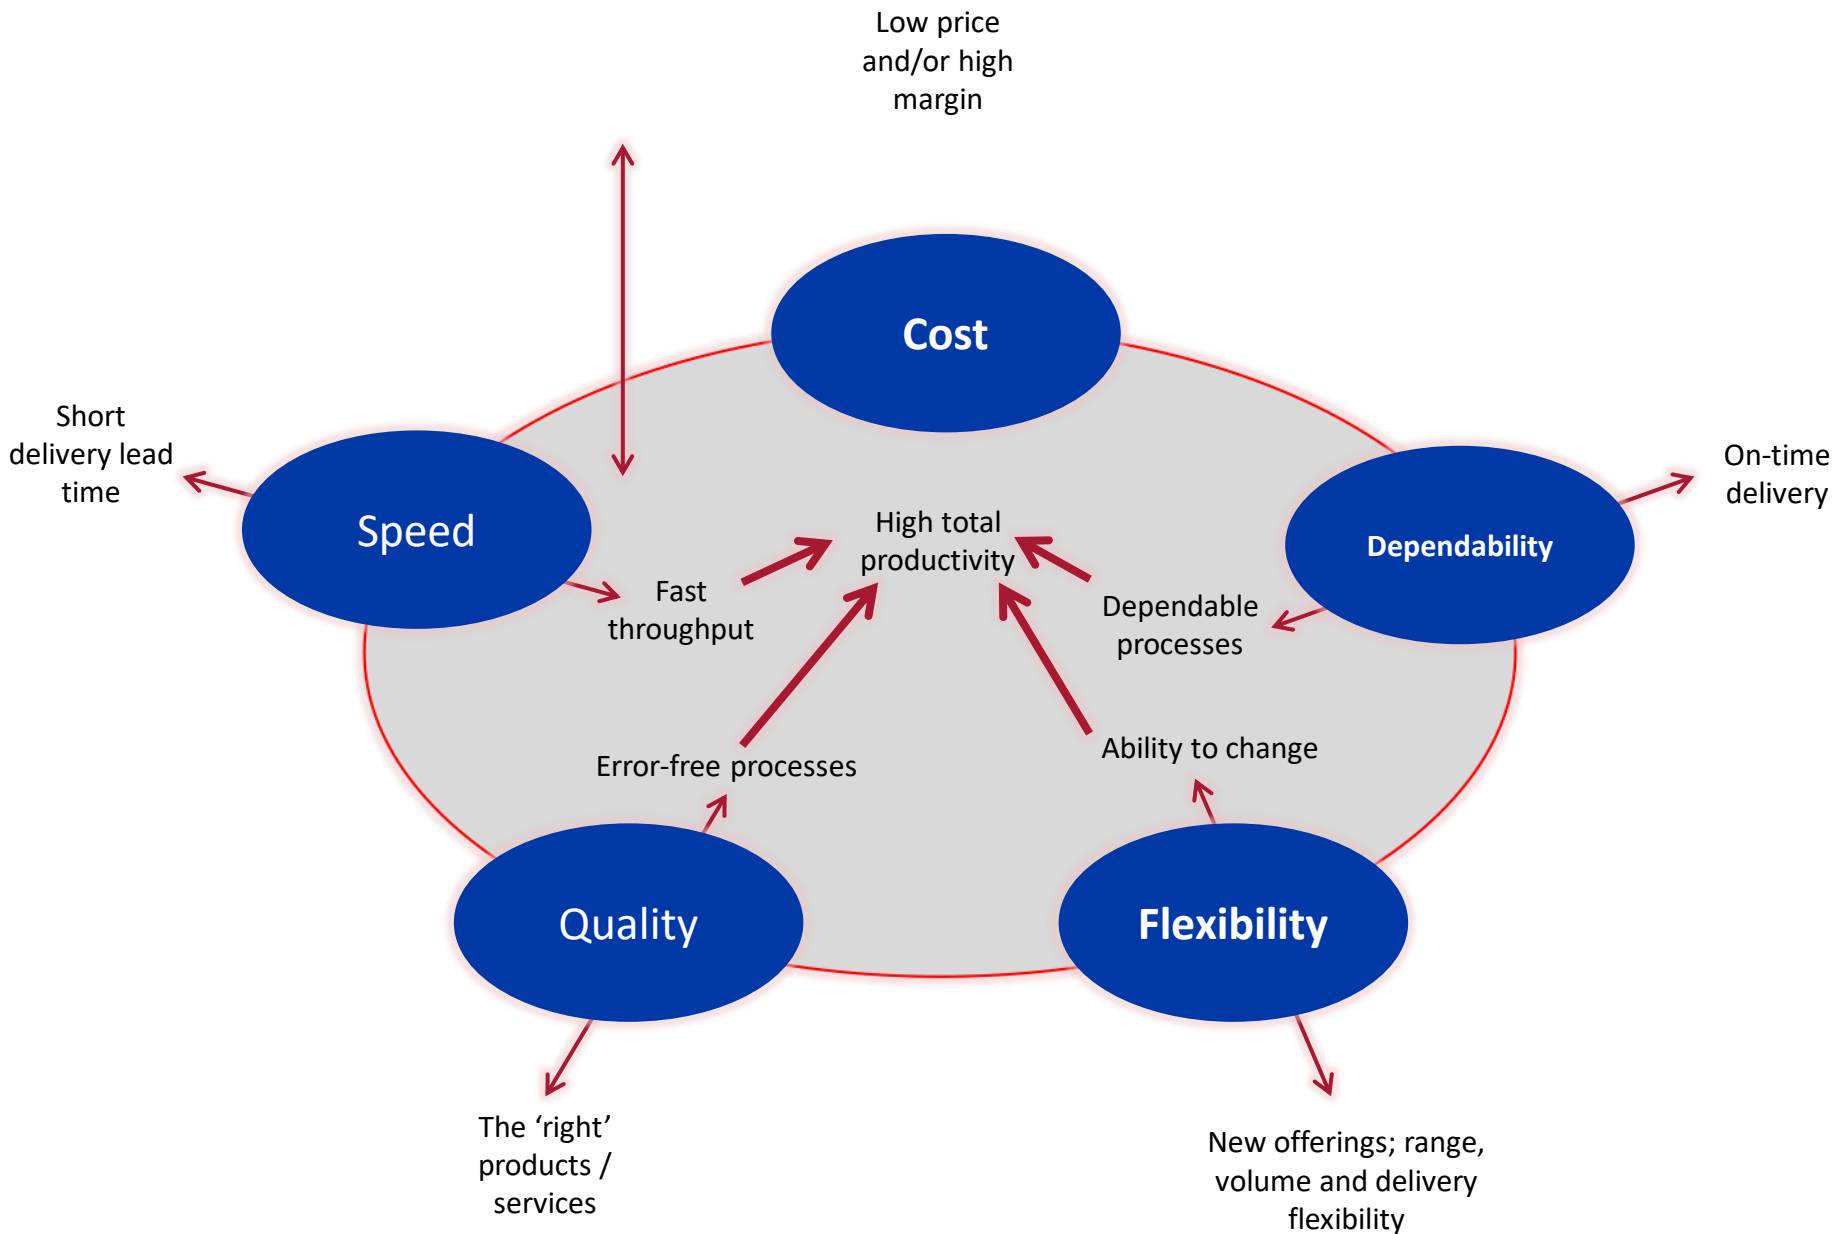 Low price
and/or high
margin
Cost
Short
delivery lead
time
Speed
High total
productivity
Dependability
On-time
delivery
Fast
throughput
Dependable
processes
Error-free processes
Ability to change
Quality
Flexibility
The ‘right’
products /
services
New offerings; range,
volume and delivery
flexibility